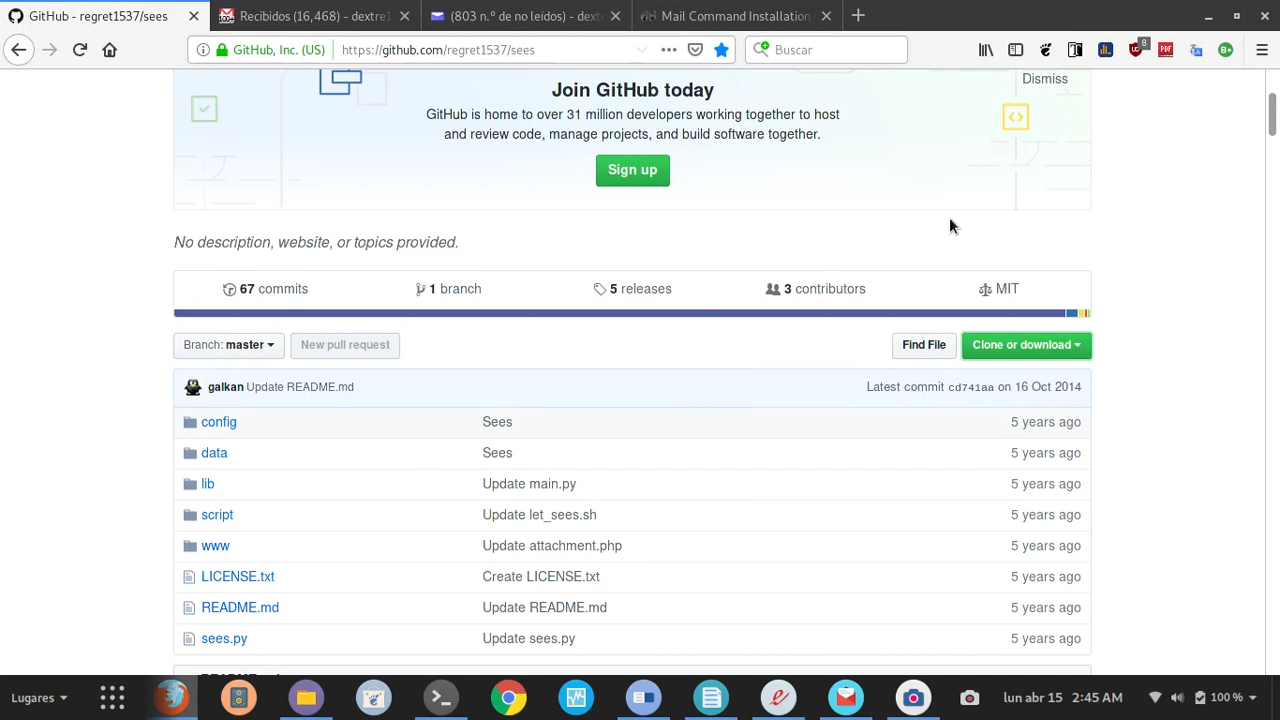 GitHub - regret1537/sees
Recibidos (16,468) - dextre1
(803 n.º de no leídos) - dext
Mail Command Installation
GitHub, Inc. (US)
https://github.com/regret1537/sees
Buscar
8
PDF
Join GitHub today
Dismiss
GitHub is home to over 31 million developers working together to host
and review code, manage projects, and build software together.
Sign up
No description, website, or topics provided.
67 commits
1 branch
5 releases
3 contributors
MIT
Branch: master
New pull request
Find File
Clone or download
galkan Update README.md
Latest commit cd741aa on 16 Oct 2014
config
Sees
5 years ago
data
Sees
5 years ago
lib
Update main.py
5 years ago
script
Update let_sees.sh
5 years ago
www
Update attachment.php
5 years ago
LICENSE.txt
Create LICENSE.txt
5 years ago
README.md
Update README.md
5 years ago
sees.py
Update sees.py
5 years ago
Lugares
lun abr 15
2:45 AM
100 %